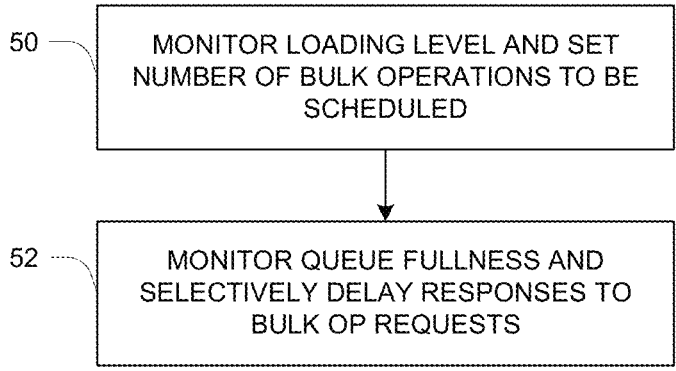 50
MONITOR LOADING LEVEL AND SET
NUMBER OF BULK OPERATIONS TO BE
SCHEDULED
52
MONITOR QUEUE FULLNESS AND
SELECTIVELY DELAY RESPONSES TO
BULK OP REQUESTS